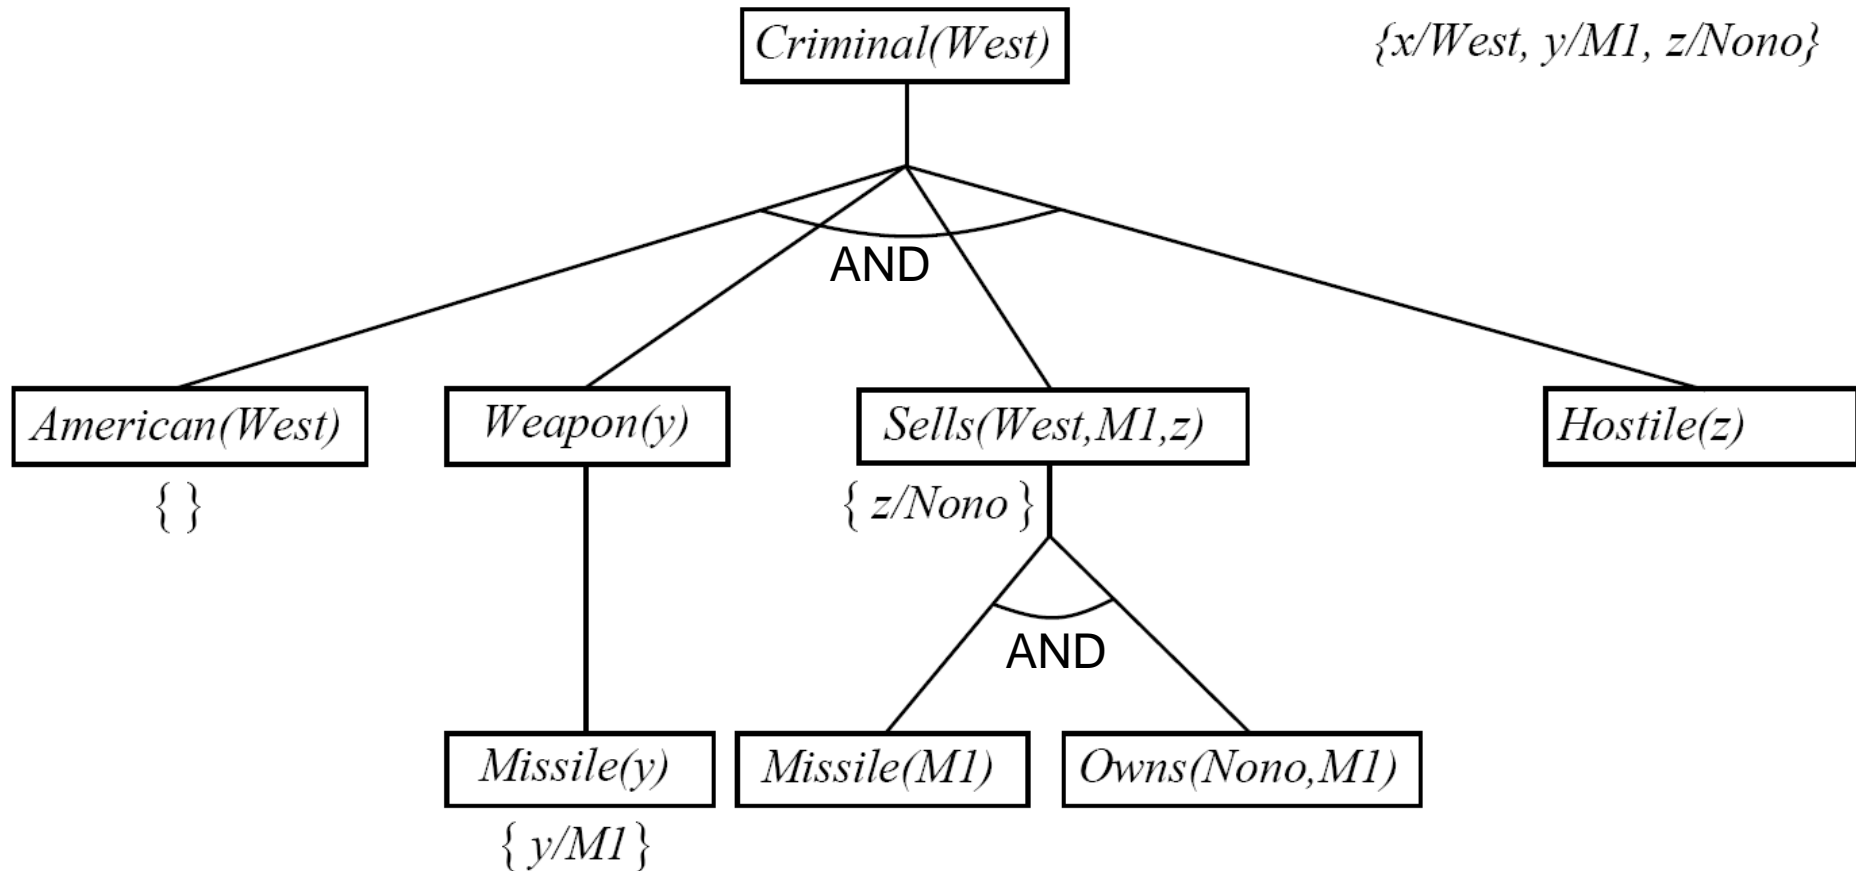 Criminal(West)
{x/West, y/M1, z/Nono}
AND
American(West)
Weapon(y)
Sells(West,M1,z)
Hostile(z)
{ }
{ z/Nono }
AND
Missile(y)
Missile(M1)
Owns(Nono,M1)
{ y/M1 }